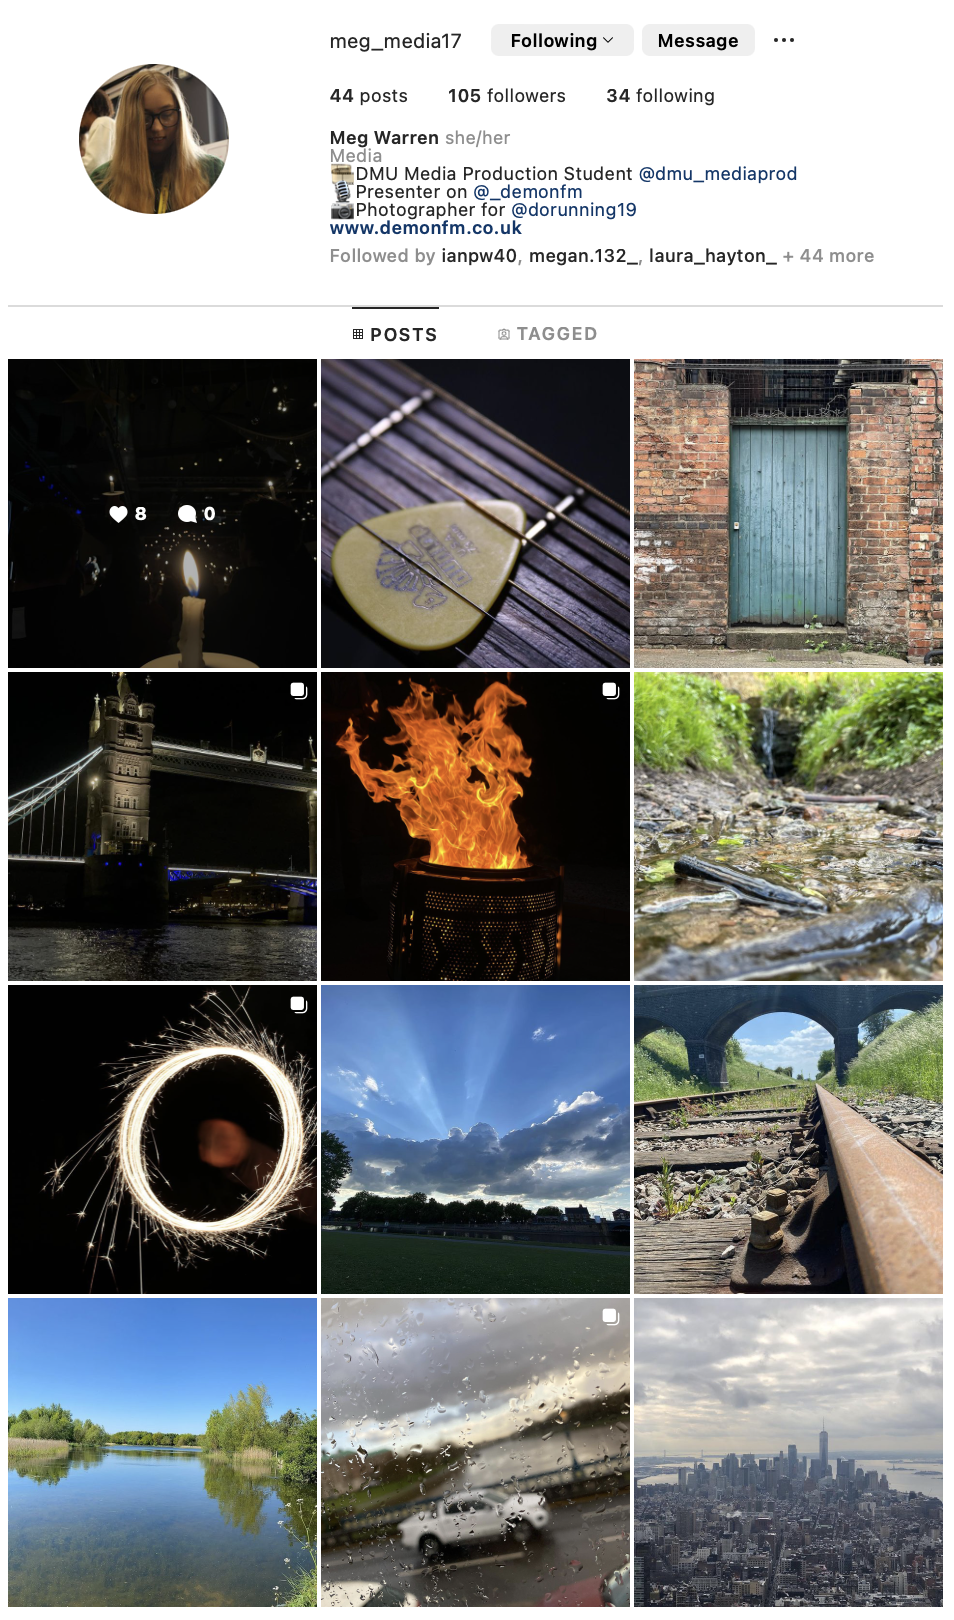 meg_media17 Following Message
44 posts 105 followers 34 following
Meg Warren she/her
Media
DMU Media Production Student @dmu_mediaprod
Presenter on @_demonfm
Photographer for @dorunning19
www.demonfm.co.uk
Followed by ianpw40, megan.132_, laura_hayton_ + 44 more
POSTS TAGGED
8 0